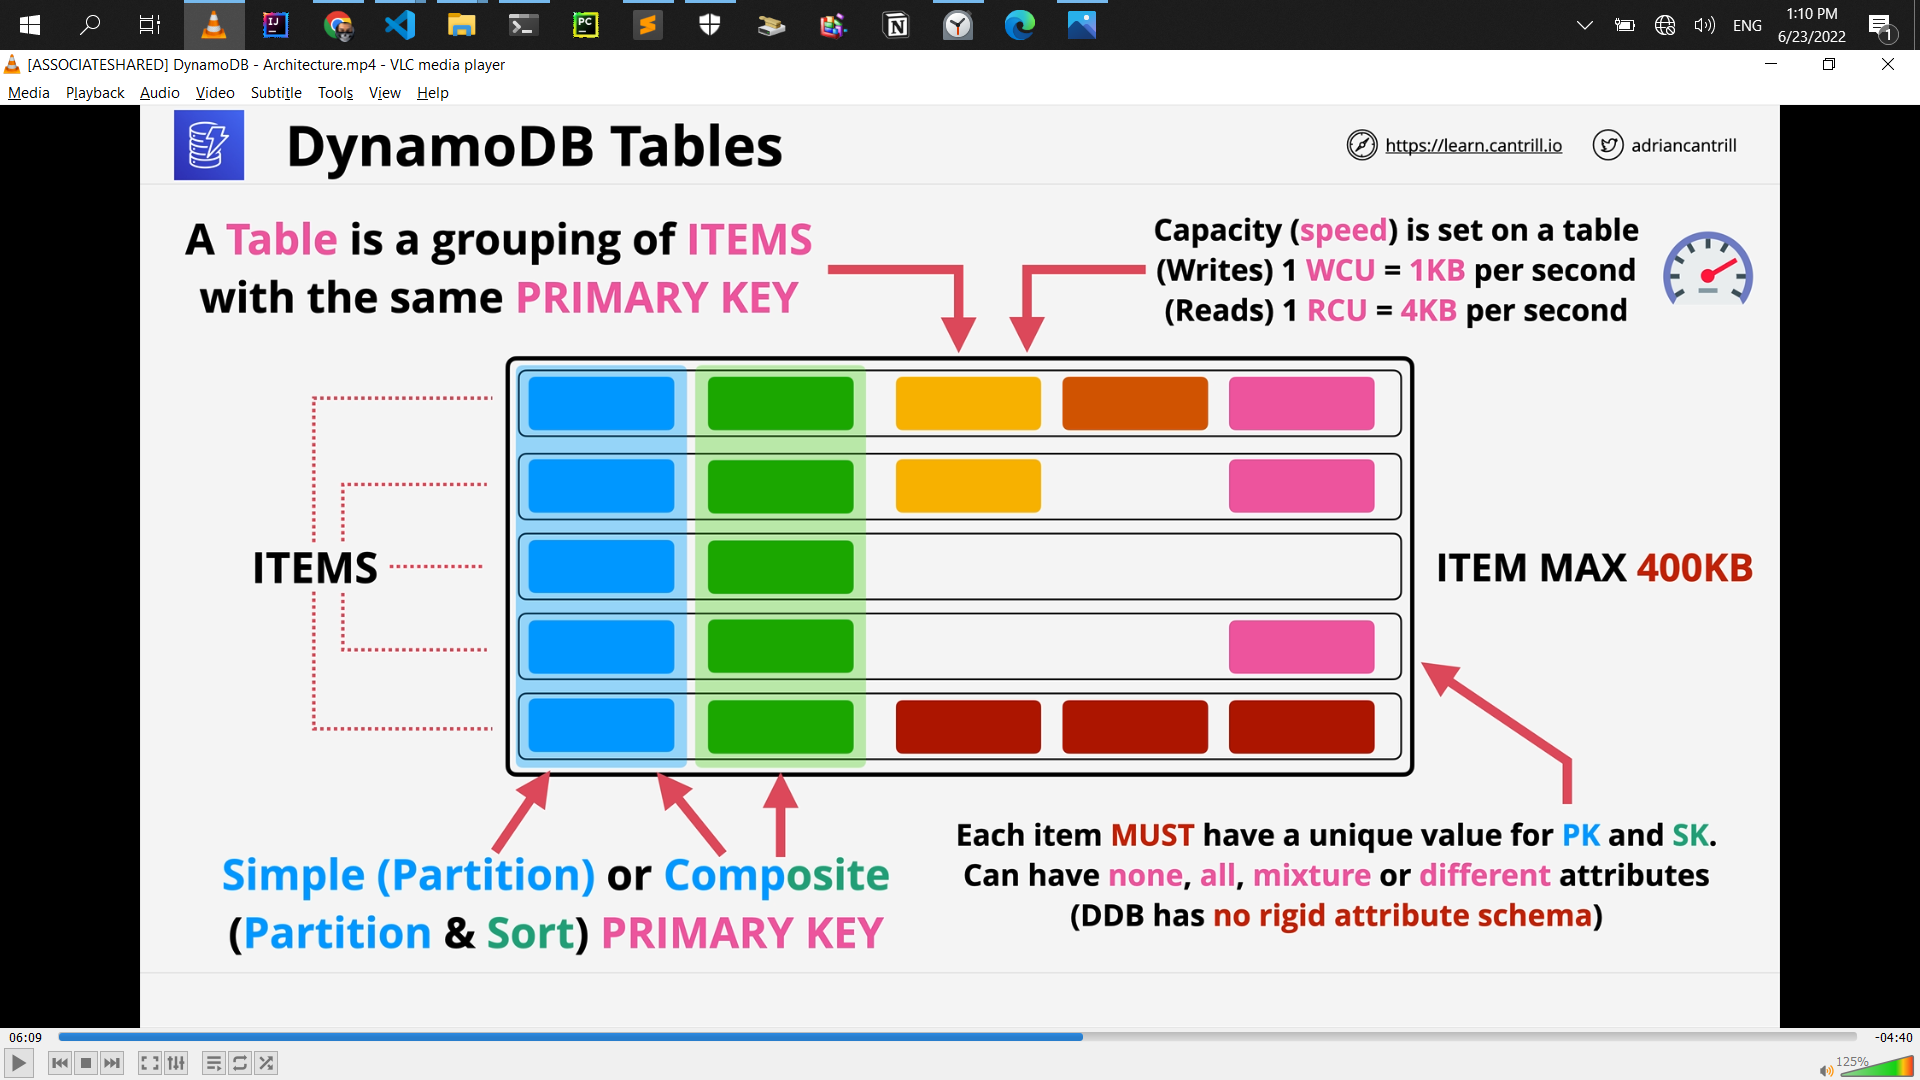 ENG
1:10 PM
6/23/2022
1
[ASSOCIATESHARED] DynamoDB - Architecture.mp4 - VLC media player
Media Playback Audio Video Subtitle Tools View Help
DynamoDB Tables
https://learn.cantrill.io
adriancantrill
A Table is a grouping of ITEMS
with the same PRIMARY KEY
Capacity (speed) is set on a table
(Writes) 1 WCU = 1KB per second
(Reads) 1 RCU = 4KB per second
ITEMS
ITEM MAX 400KB
Simple (Partition) or Composite
(Partition & Sort) PRIMARY KEY
Each item MUST have a unique value for PK and SK.
Can have none, all, mixture or different attributes
(DDB has no rigid attribute schema)
06:09
-04:40
125%